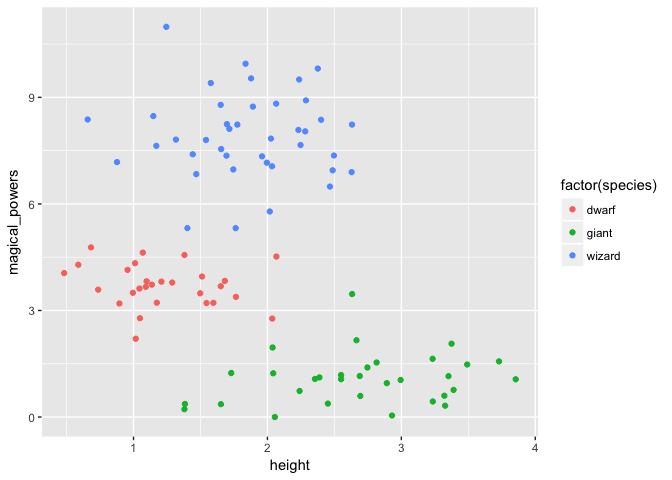 magical_powers
9
6
3
0
1 2 3 4
height
factor(species)
dwarf
giant
wizard